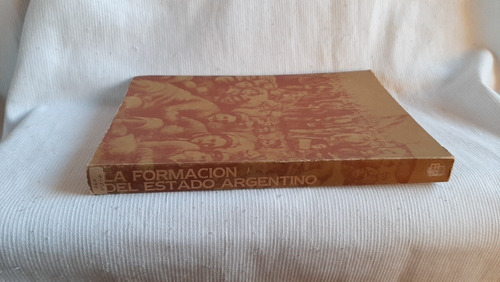 LA FORMACION
DEL ESTADO ARGENTINO